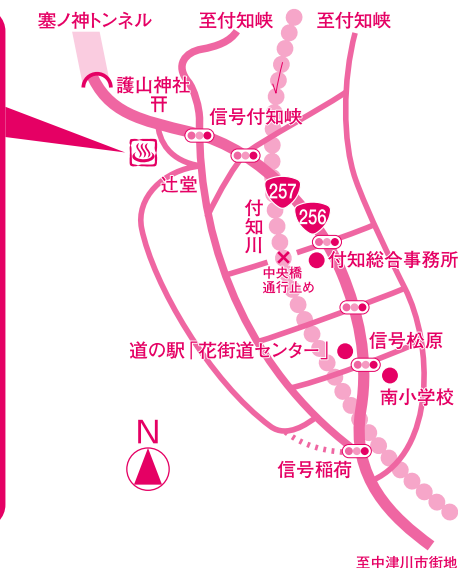 塞ノ神トンネル
至付知峡
至付知峡
護山神社
信号付知峡
辻堂
257
付知川
256
付知総合事務所
中央橋
通行止め
信号松原
道の駅「花街道センター」
南小学校
N
信号稲荷
至中津川市街地